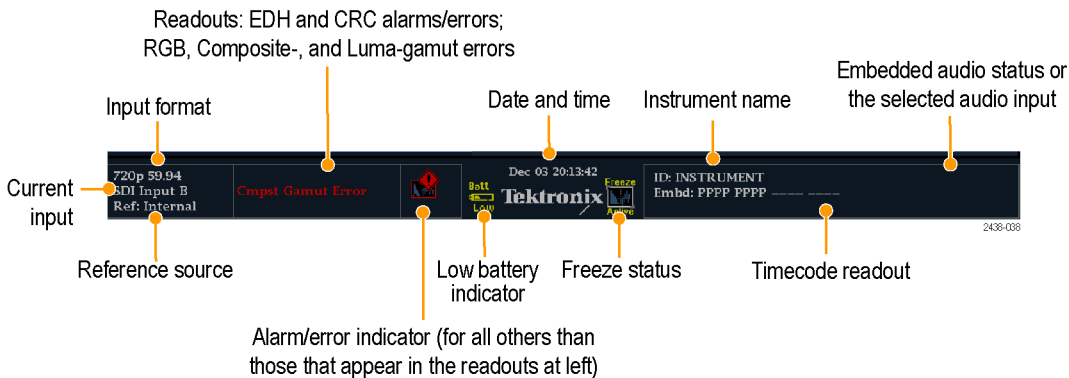 Readouts: EDH and CRC alarms/errors;
RGB, Composite-, and Luma-gamut errors
Embedded audio status or
the selected audio input
Input format
Date and time
Instrument name
Current
input
720p 59.94
SDI Input B
Ref: Internal
Cmpst Gamut Error
Batt
Low
Dec 03 20:13:42
Tektronix
Freeze
Active
ID: INSTRUMENT
Embd: PPPP PPPP ---- ----
2438-038
Reference source
Low battery
indicator
Freeze status
Timecode readout
Alarm/error indicator (for all others than
those that appear in the readouts at left)